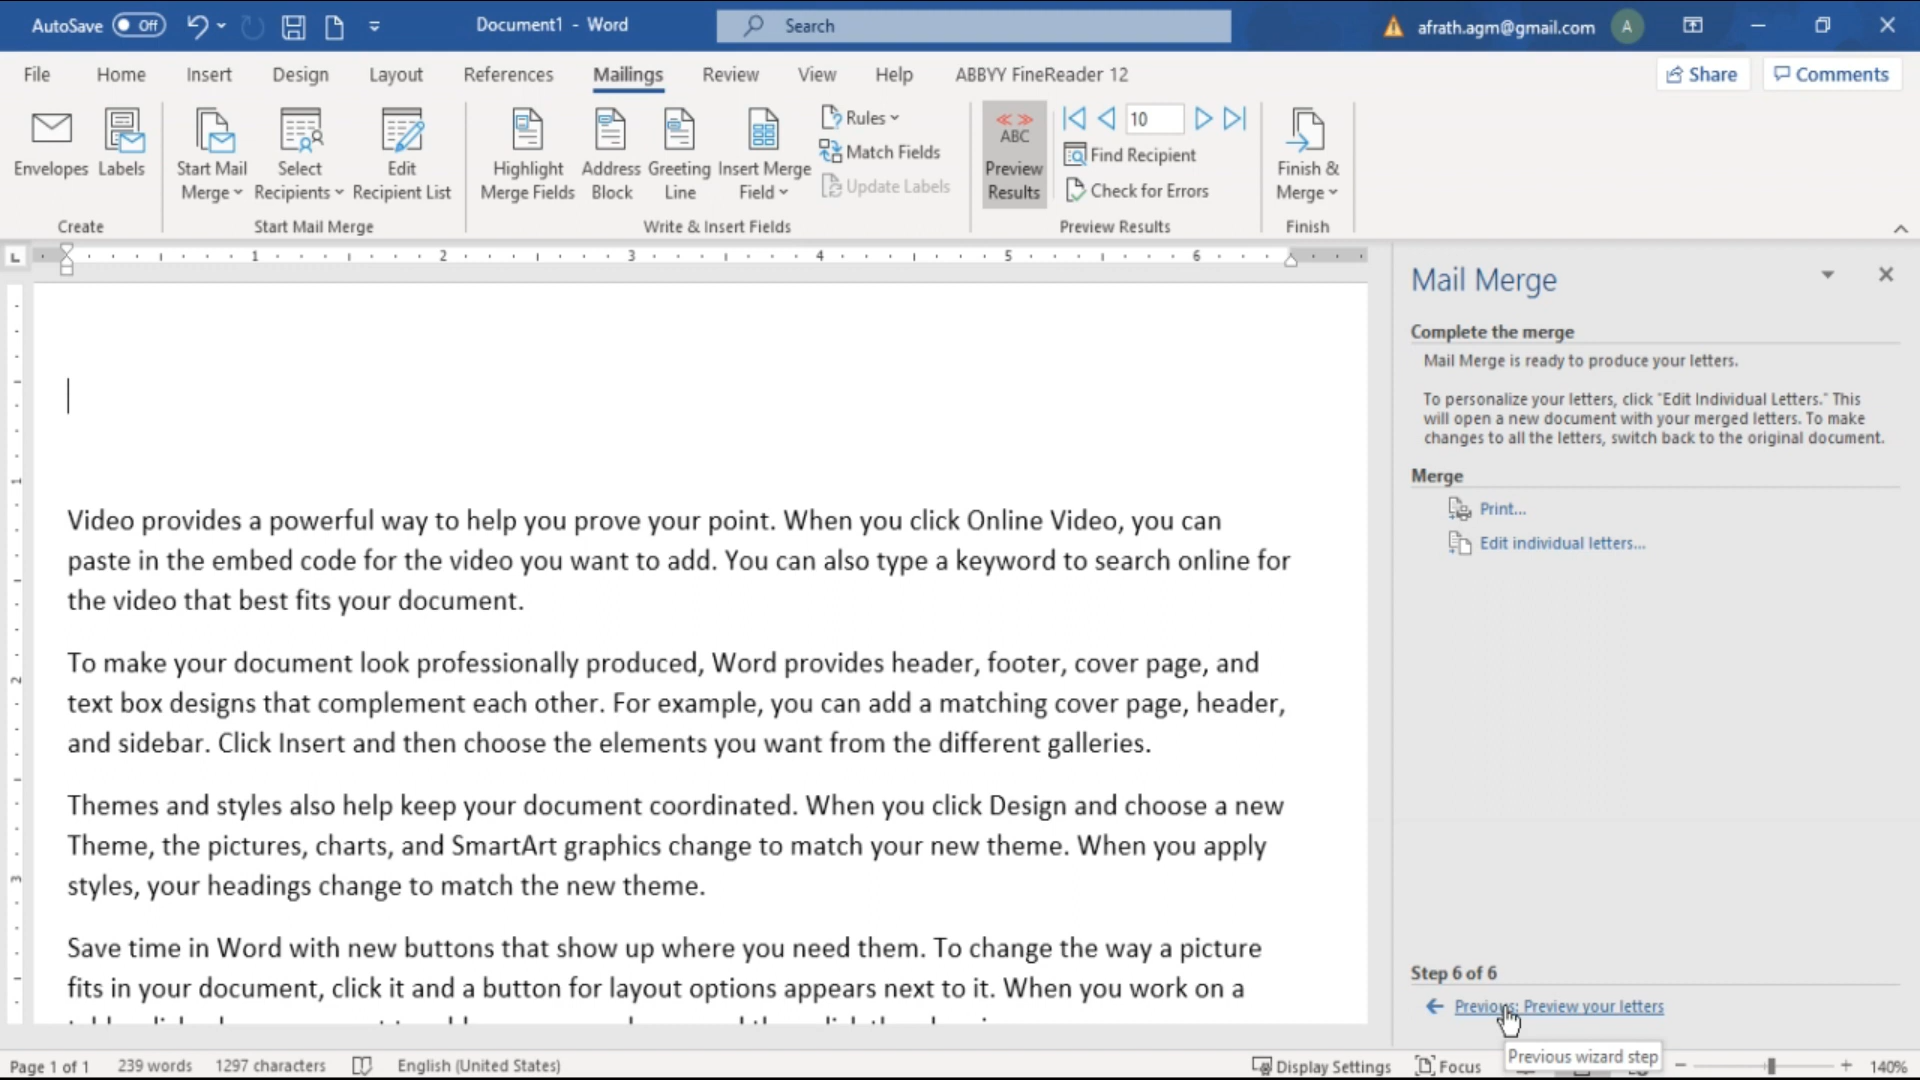 AutoSave Off Document1 - Word Search afrath.agm@gmail.com A
File Home Insert Design Layout References Mailings Review View Help ABBYY FineReader 12 Share Comments
Envelopes
Labels
Start Mail
Merge
Select
Recipients
Edit
Recipient List
Highlight
Merge Fields
Address
Block
Greeting
Line
Insert Merge
Field
Rules
Match Fields
Update Labels
ABC
Preview
Results
10
Find Recipient
Check for Errors
Finish &
Merge
Create Start Mail Merge Write & Insert Fields Preview Results Finish
L 1 2 3 4 5 6
1
2
3
Video provides a powerful way to help you prove your point. When you click Online Video, you can
paste in the embed code for the video you want to add. You can also type a keyword to search online for
the video that best fits your document.
To make your document look professionally produced, Word provides header, footer, cover page, and
text box designs that complement each other. For example, you can add a matching cover page, header,
and sidebar. Click Insert and then choose the elements you want from the different galleries.
Themes and styles also help keep your document coordinated. When you click Design and choose a new
Theme, the pictures, charts, and SmartArt graphics change to match your new theme. When you apply
styles, your headings change to match the new theme.
Save time in Word with new buttons that show up where you need them. To change the way a picture
fits in your document, click it and a button for layout options appears next to it. When you work on a
Mail Merge
Complete the merge
Mail Merge is ready to produce your letters.
To personalize your letters, click "Edit Individual Letters." This
will open a new document with your merged letters. To make
changes to all the letters, switch back to the original document.
Merge
Print...
Edit individual letters...
Step 6 of 6
Previous: Preview your letters
Previous wizard step
Page 1 of 1 239 words 1297 characters English (United States) Display Settings Focus 140%